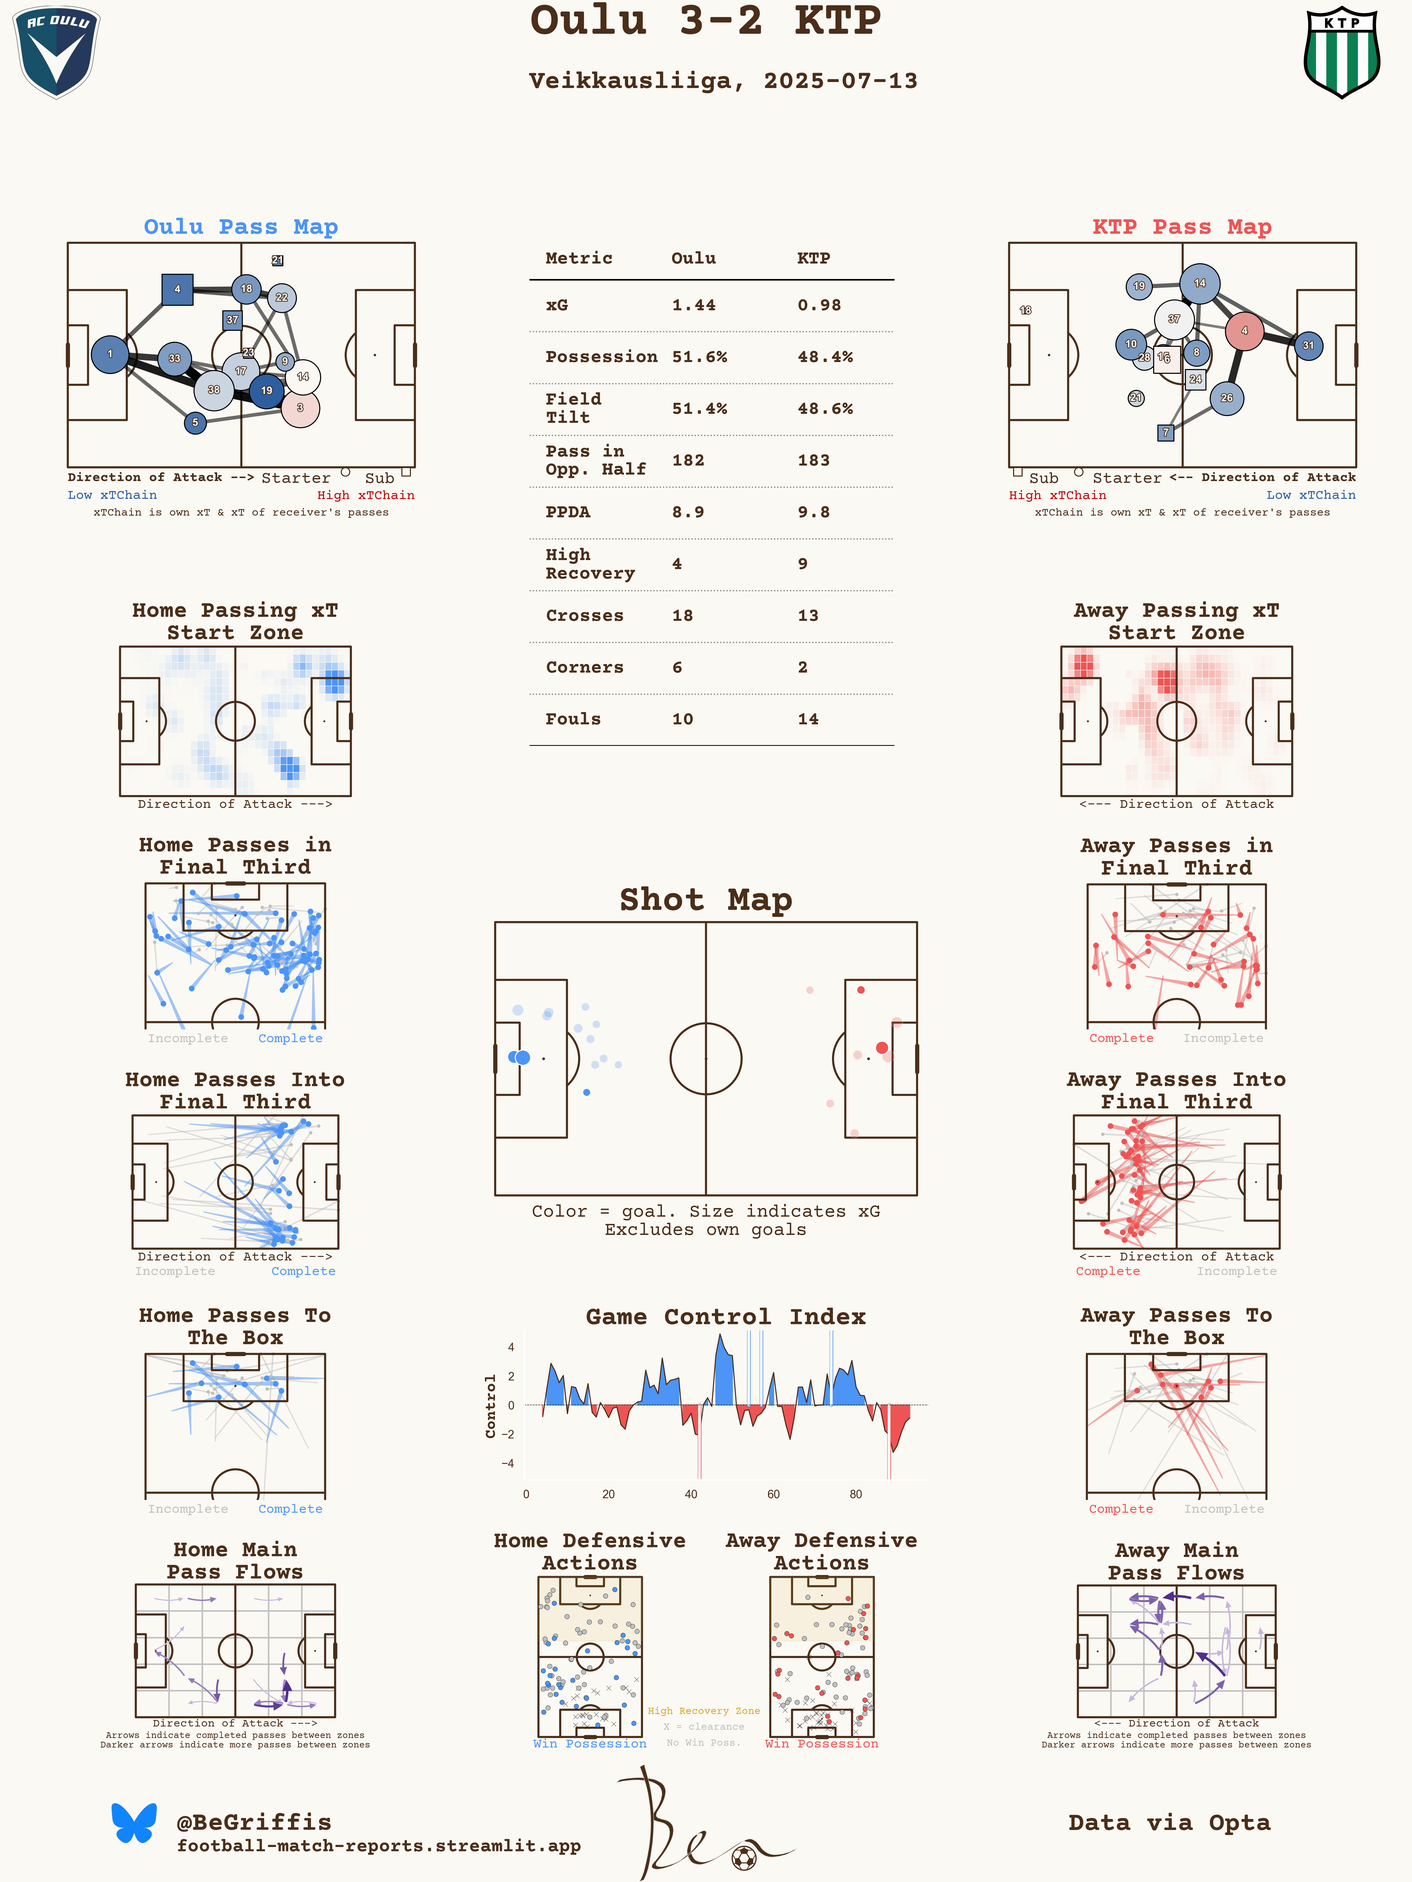 AC OULU
Oulu 3-2 KTP
KTP
Veikkausliiga, 2025-07-13
Oulu Pass Map
21
4
18
22
37
1
33
23
9
17
14
38
19
3
5
Direction of Attack --> Starter Sub
Low xTChain High xTChain
xTChain is own xT & xT of receiver's passes
Metric Oulu KTP
xG 1.44 0.98
Possession 51.6% 48.4%
Field
Tilt 51.4% 48.6%
Pass in
Opp. Half 182 183
PPDA 8.9 9.8
High
Recovery 4 9
Crosses 18 13
Corners 6 2
Fouls 10 14
KTP Pass Map
19
14
18
37
4
10
31
28
6
8
24
21
26
7
Sub Starter <-- Direction of Attack
High xTChain Low xTChain
xTChain is own xT & xT of receiver's passes
Home Passing xT
Start Zone
Direction of Attack --->
Away Passing xT
Start Zone
<--- Direction of Attack
Home Passes in
Final Third
Incomplete Complete
Away Passes in
Final Third
Complete Incomplete
Shot Map
Color = goal. Size indicates xG
Excludes own goals
Home Passes Into
Final Third
Direction of Attack --->
Incomplete Complete
Away Passes Into
Final Third
<--- Direction of Attack
Complete Incomplete
Home Passes To
The Box
Incomplete Complete
Game Control Index
Control
4
2
0
−2
−4
0 20 40 60 80
Away Passes To
The Box
Complete Incomplete
Home Main
Pass Flows
Direction of Attack --->
Arrows indicate completed passes between zones
Darker arrows indicate more passes between zones
Home Defensive
Actions
Win Possession
Away Defensive
Actions
Win Possession
High Recovery Zone
X = clearance
No Win Poss.
Away Main
Pass Flows
<--- Direction of Attack
Arrows indicate completed passes between zones
Darker arrows indicate more passes between zones
@BeGriffis
football-match-reports.streamlit.app
Ben
Data via Opta